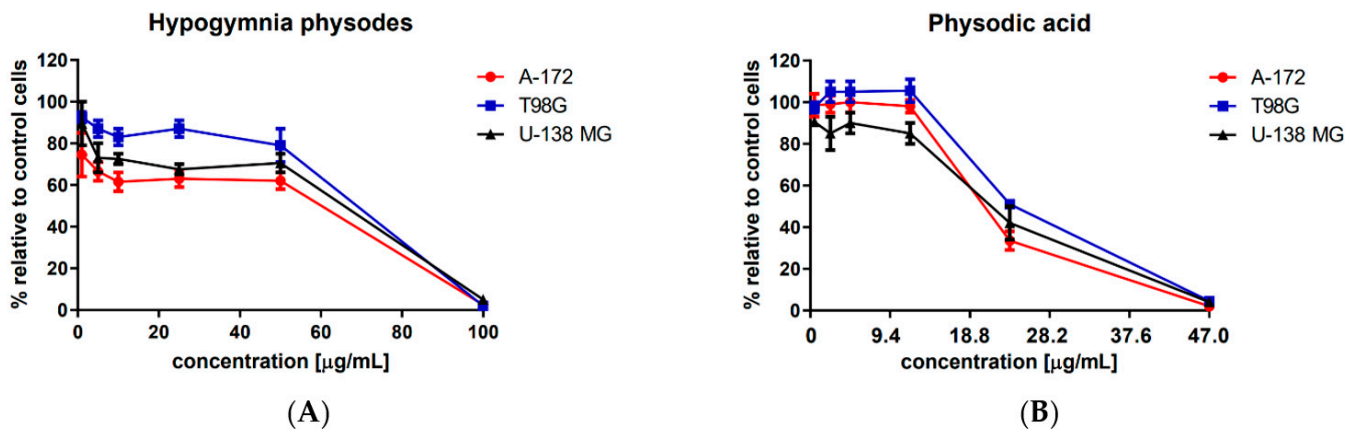 Hypogymnia physodes
% relative to control cells
120
100
80
60
40
20
0
0 20 40 60 80 100
concentration [μg/mL]
A-172
T98G
U-138 MG
(A)
Physodic acid
% relative to control cells
120
100
80
60
40
20
0
0 9.4 18.8 28.2 37.6 47.0
concentration [μg/mL]
A-172
T98G
U-138 MG
(B)